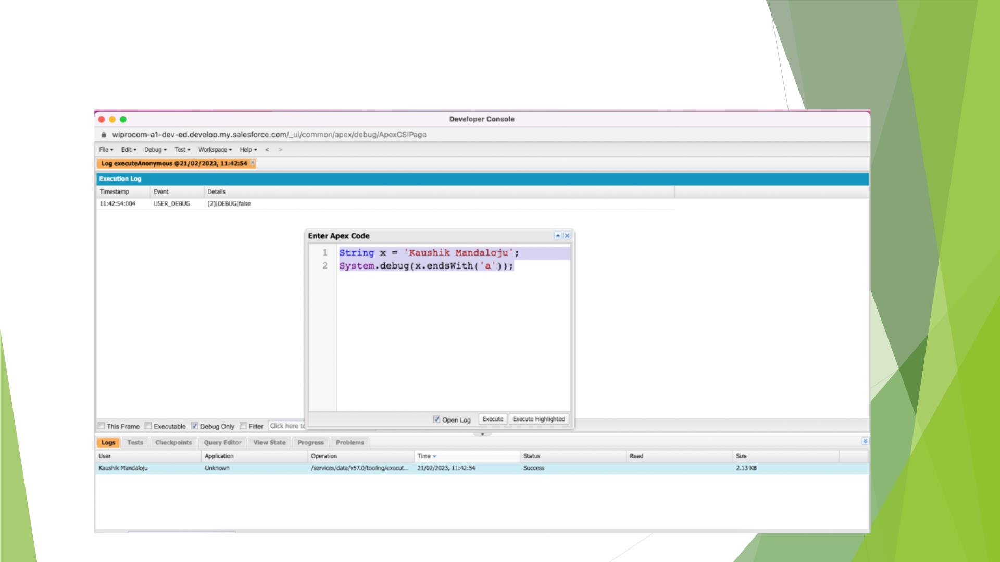 Developer Console
wiprocom-a1-dev-ed.develop.my.salesforce.com/_ui/common/apex/debug/ApexCSIPage
File Edit Debug Test Workspace Help < >
Log executeAnonymous @21/02/2023, 11:42:54
Execution Log
Timestamp Event Details
11:42:54:004 USER_DEBUG [2]|DEBUG|false
Enter Apex Code
1 String x = 'Kaushik Mandaloju';
2 System.debug(x.endsWith('a'));
Open Log Execute Execute Highlighted
This Frame Executable Debug Only Filter Click here to
Logs Tests Checkpoints Query Editor View State Progress Problems
User Application Operation Time Status Read Size
Kaushik Mandaloju Unknown /services/data/v57.0/tooling/execut... 21/02/2023, 11:42:54 Success 2.13 KB